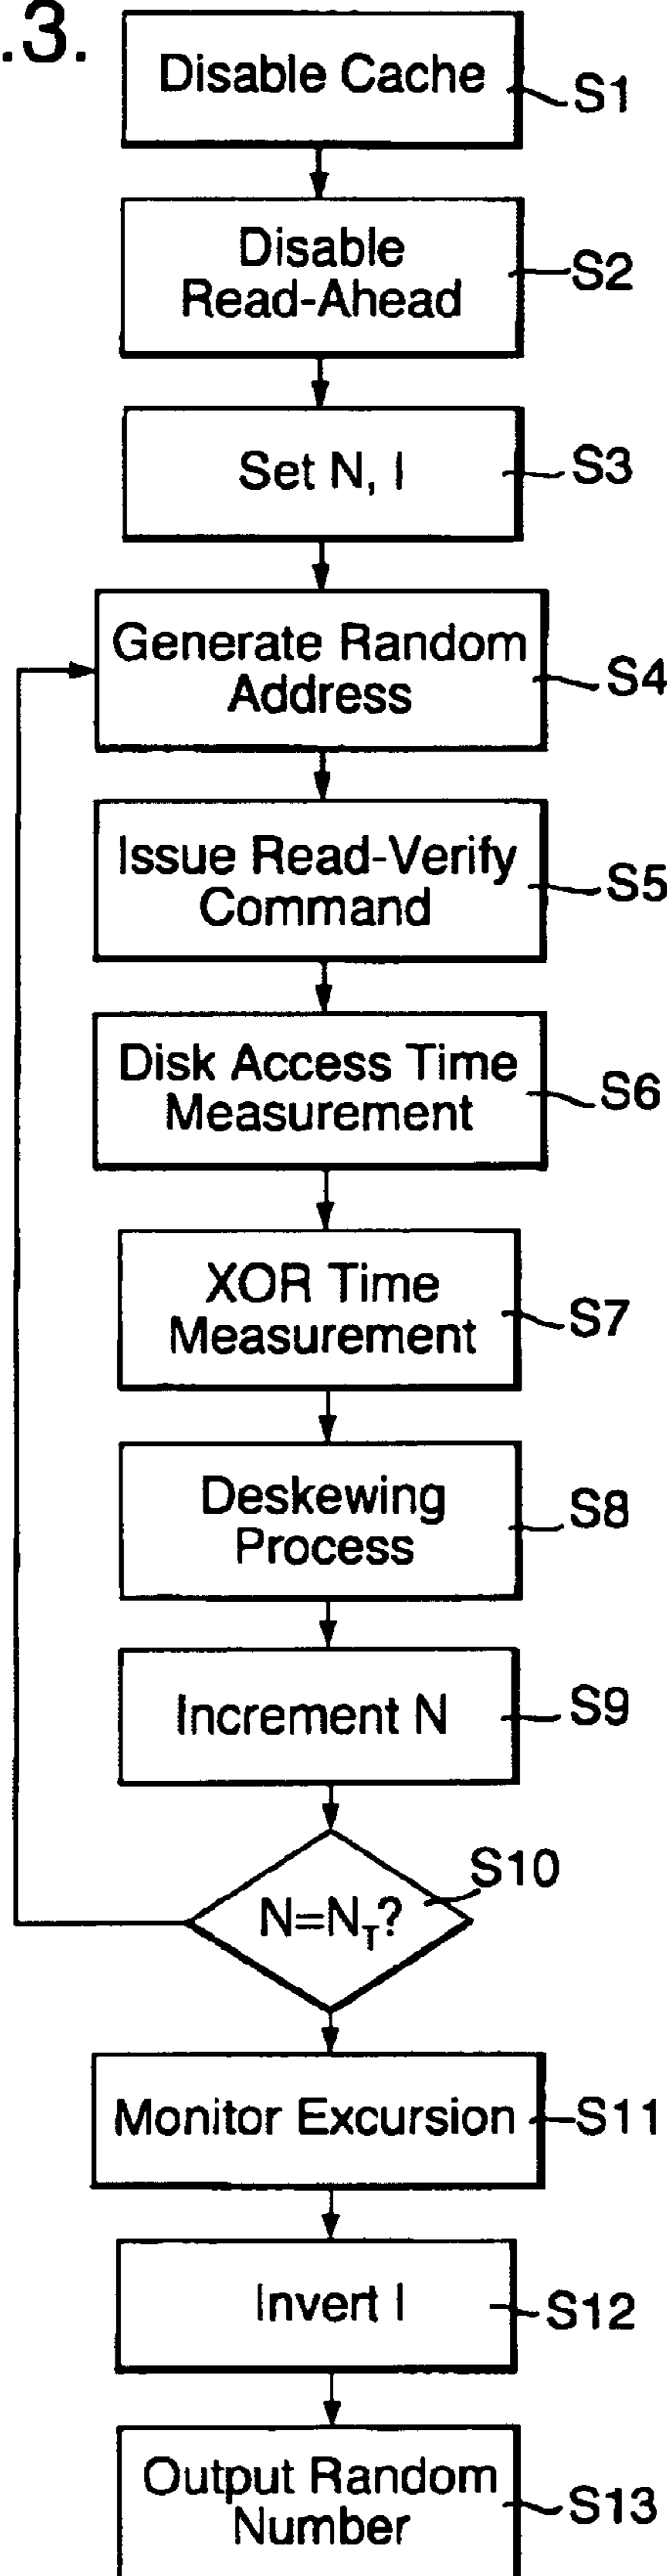 .3.
Disable Cache
S1
Disable
Read-Ahead
S2
Set N, I
S3
Generate Random
Address
S4
Issue Read-Verify
Command
S5
Disk Access Time
Measurement
S6
XOR Time
Measurement
S7
Deskewing
Process
S8
Increment N
S9
N=N_T?
S10
Monitor Excursion
S11
Invert I
S12
Output Random
Number
S13